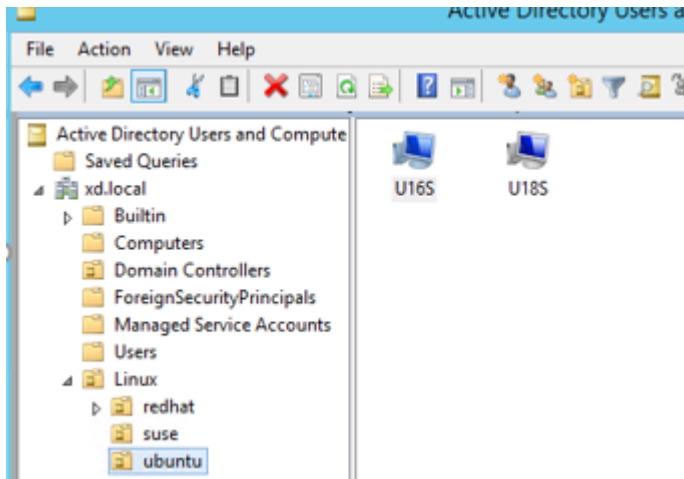 Active Directory Users a
File Action View Help
Active Directory Users and Compute
Saved Queries
xd.local
Builtin
Computers
Domain Controllers
ForeignSecurityPrincipals
Managed Service Accounts
Users
Linux
redhat
suse
ubuntu
U16S U18S